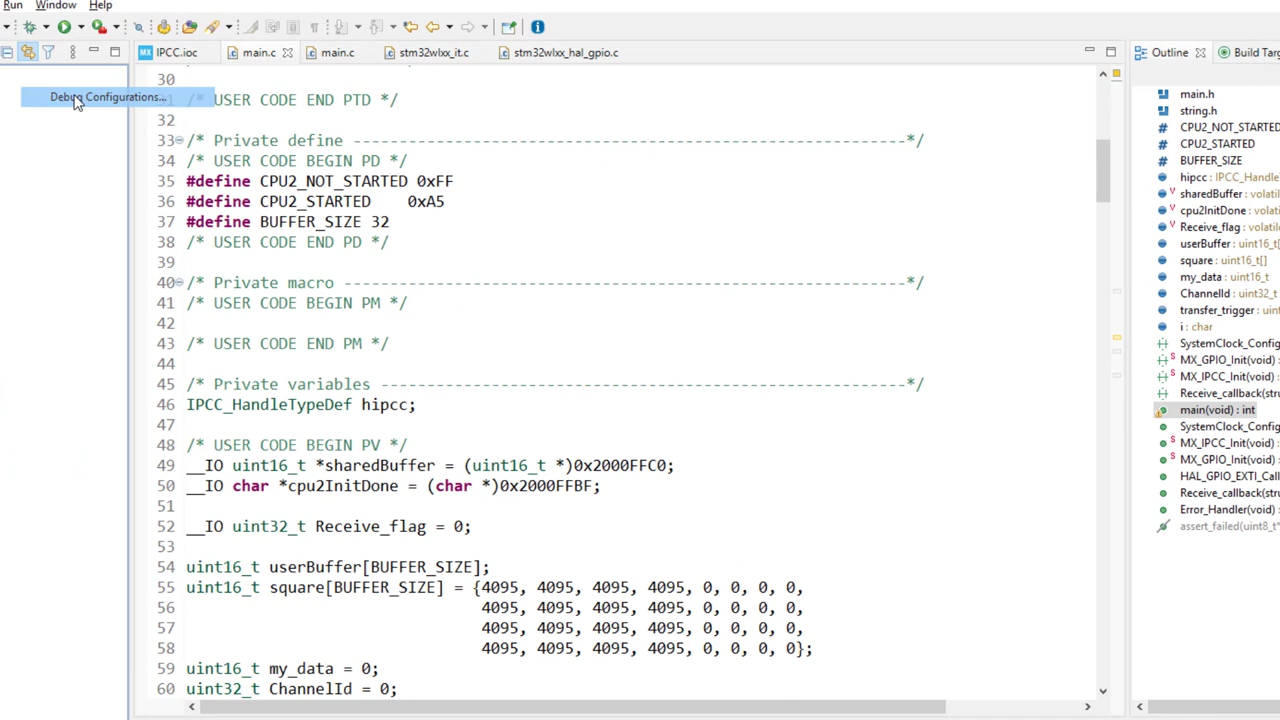 Run Window Help
IPCC.ioc main.c main.c stm32wlxx_it.c stm32wlxx_hal_gpio.c
Outline Build Targ
Debug Configurations...
30
/* USER CODE END PTD */
32
33 /* Private define ------------------------------------------------------------*/
34 /* USER CODE BEGIN PD */
35 #define CPU2_NOT_STARTED 0xFF
36 #define CPU2_STARTED 0xA5
37 #define BUFFER_SIZE 32
38 /* USER CODE END PD */
39
40 /* Private macro -------------------------------------------------------------*/
41 /* USER CODE BEGIN PM */
42
43 /* USER CODE END PM */
44
45 /* Private variables ---------------------------------------------------------*/
46 IPCC_HandleTypeDef hipcc;
47
48 /* USER CODE BEGIN PV */
49 __IO uint16_t *sharedBuffer = (uint16_t *)0x2000FFC0;
50 __IO char *cpu2InitDone = (char *)0x2000FFBF;
51
52 __IO uint32_t Receive_flag = 0;
53
54 uint16_t userBuffer[BUFFER_SIZE];
55 uint16_t square[BUFFER_SIZE] = {4095, 4095, 4095, 4095, 0, 0, 0, 0,
56 4095, 4095, 4095, 4095, 0, 0, 0, 0,
57 4095, 4095, 4095, 4095, 0, 0, 0, 0,
58 4095, 4095, 4095, 4095, 0, 0, 0, 0};
59 uint16_t my_data = 0;
60 uint32_t ChannelId = 0;
main.h
string.h
CPU2_NOT_STARTED
CPU2_STARTED
BUFFER_SIZE
hipcc : IPCC_HandleTy
sharedBuffer : volatile
cpu2InitDone : volatil
Receive_flag : volatile
userBuffer : uint16_t[]
square : uint16_t[]
my_data : uint16_t
ChannelId : uint32_t
transfer_trigger : uint
i : char
SystemClock_Config
MX_GPIO_Init(void) :
MX_IPCC_Init(void) :
Receive_callback(stru
main(void) : int
SystemClock_Config
MX_IPCC_Init(void) :
MX_GPIO_Init(void) :
HAL_GPIO_EXTI_Call
Receive_callback(stru
Error_Handler(void) :
assert_failed(uint8_t*